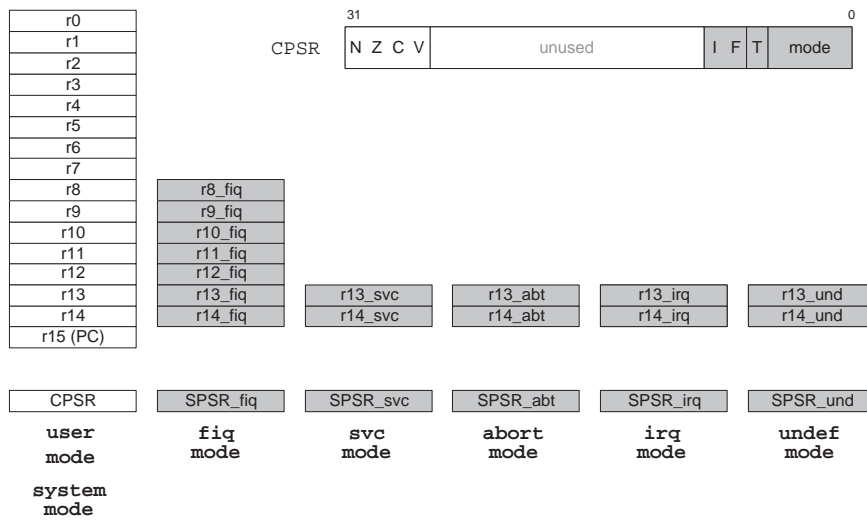 31 0
CPSR N Z C V unused I F T mode
r0
r1
r2
r3
r4
r5
r6
r7
r8 r8_fiq
r9 r9_fiq
r10 r10_fiq
r11 r11_fiq
r12 r12_fiq
r13 r13_fiq r13_svc r13_abt r13_irq r13_und
r14 r14_fiq r14_svc r14_abt r14_irq r14_und
r15 (PC)
CPSR SPSR_fiq SPSR_svc SPSR_abt SPSR_irq SPSR_und
user fiq svc abort irq undef
mode mode mode mode mode mode
system
mode